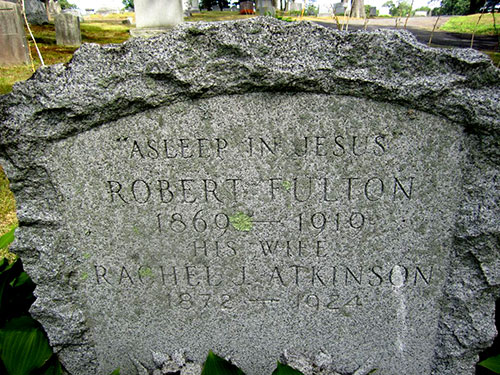 "ASLEEP IN JESUS"
ROBERT FULTON
1869 — 1919
HIS WIFE
RACHEL J. ATKINSON
1872 — 1924